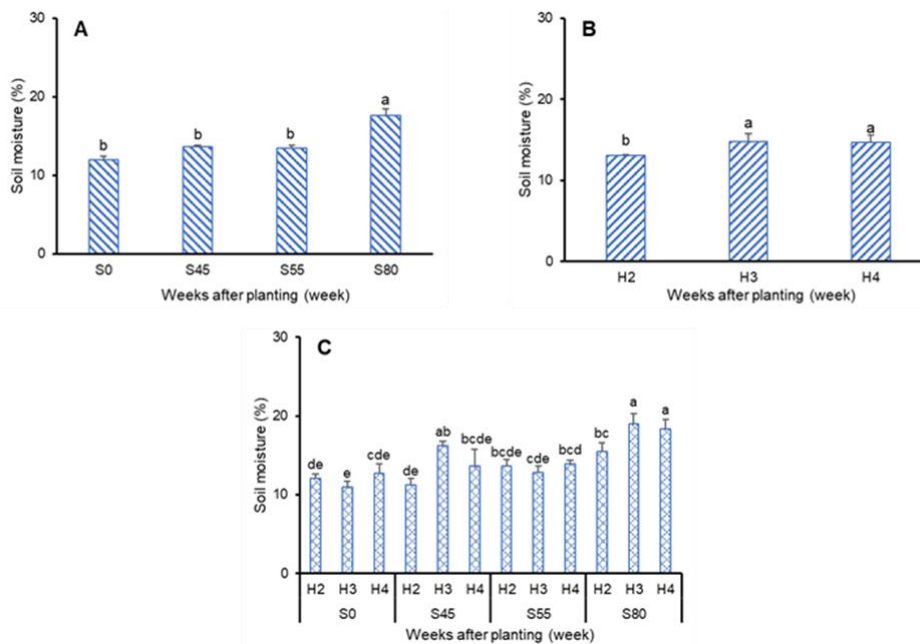 A
30
20
10
0
Soil moisture (%)
b
b
b
a
S0 S45 S55 S80
Weeks after planting (week)
B
30
20
10
0
Soil moisture (%)
b
a
a
H2 H3 H4
Weeks after planting (week)
C
30
20
10
0
Soil moisture (%)
de
e
cde
de
ab
bcde
bcde
cde
bcd
bc
a
a
H2 H3 H4 H2 H3 H4 H2 H3 H4 H2 H3 H4
S0 S45 S55 S80
Weeks after planting (week)